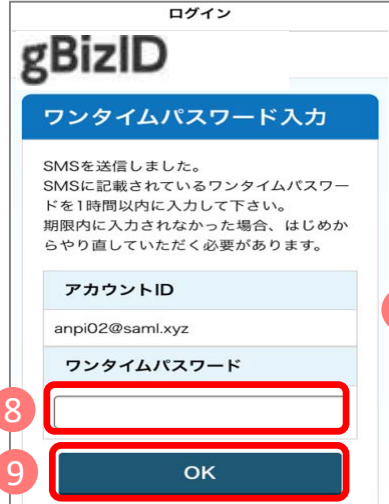 ログイン
gBizID
ワンタイムパスワード入力
SMSを送信しました。
SMSに記載されているワンタイムパスワー
ドを1時間以内に入力して下さい。
期限内に入力されなかった場合、はじめか
らやり直していただく必要があります。
アカウントID
anpi02@saml.xyz
ワンタイムパスワード
8
9
OK